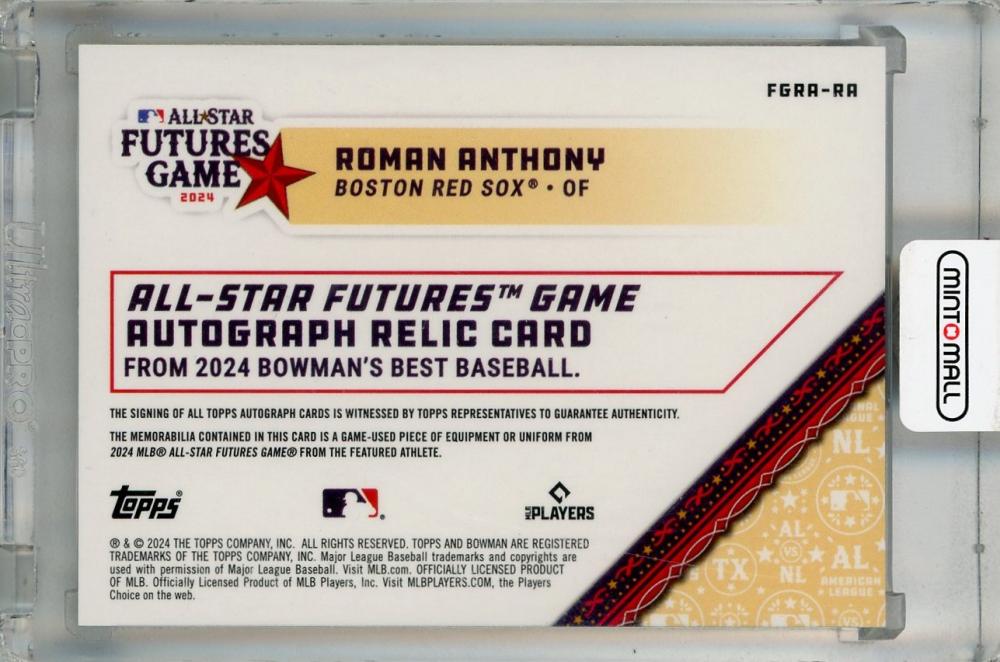 FGRA-RA
ALL★STAR
FUTURES
GAME
2024
ROMAN ANTHONY
BOSTON RED SOX® • OF
ALL-STAR FUTURES™ GAME
AUTOGRAPH RELIC CARD
FROM 2024 BOWMAN'S BEST BASEBALL.
THE SIGNING OF ALL TOPPS AUTOGRAPH CARDS IS WITNESSED BY TOPPS REPRESENTATIVES TO GUARANTEE AUTHENTICITY.
THE MEMORABILIA CONTAINED IN THIS CARD IS A GAME-USED PIECE OF EQUIPMENT OR UNIFORM FROM
2024 MLB® ALL-STAR FUTURES GAME® FROM THE FEATURED ATHLETE.
topps®
MLB PLAYERS
® & © 2024 THE TOPPS COMPANY, INC. ALL RIGHTS RESERVED. TOPPS AND BOWMAN ARE REGISTERED
TRADEMARKS OF THE TOPPS COMPANY, INC. Major League Baseball trademarks and copyrights are
used with permission of Major League Baseball. Visit MLB.com. OFFICIALLY LICENSED PRODUCT
OF MLB. Officially Licensed Product of MLB Players, Inc. Visit MLBPLAYERS.COM, the Players
Choice on the web.
NL
AL
VS
NL
TX
AL
AMERICAN
LEAGUE
VS
MINTOMALL
UltraPRO